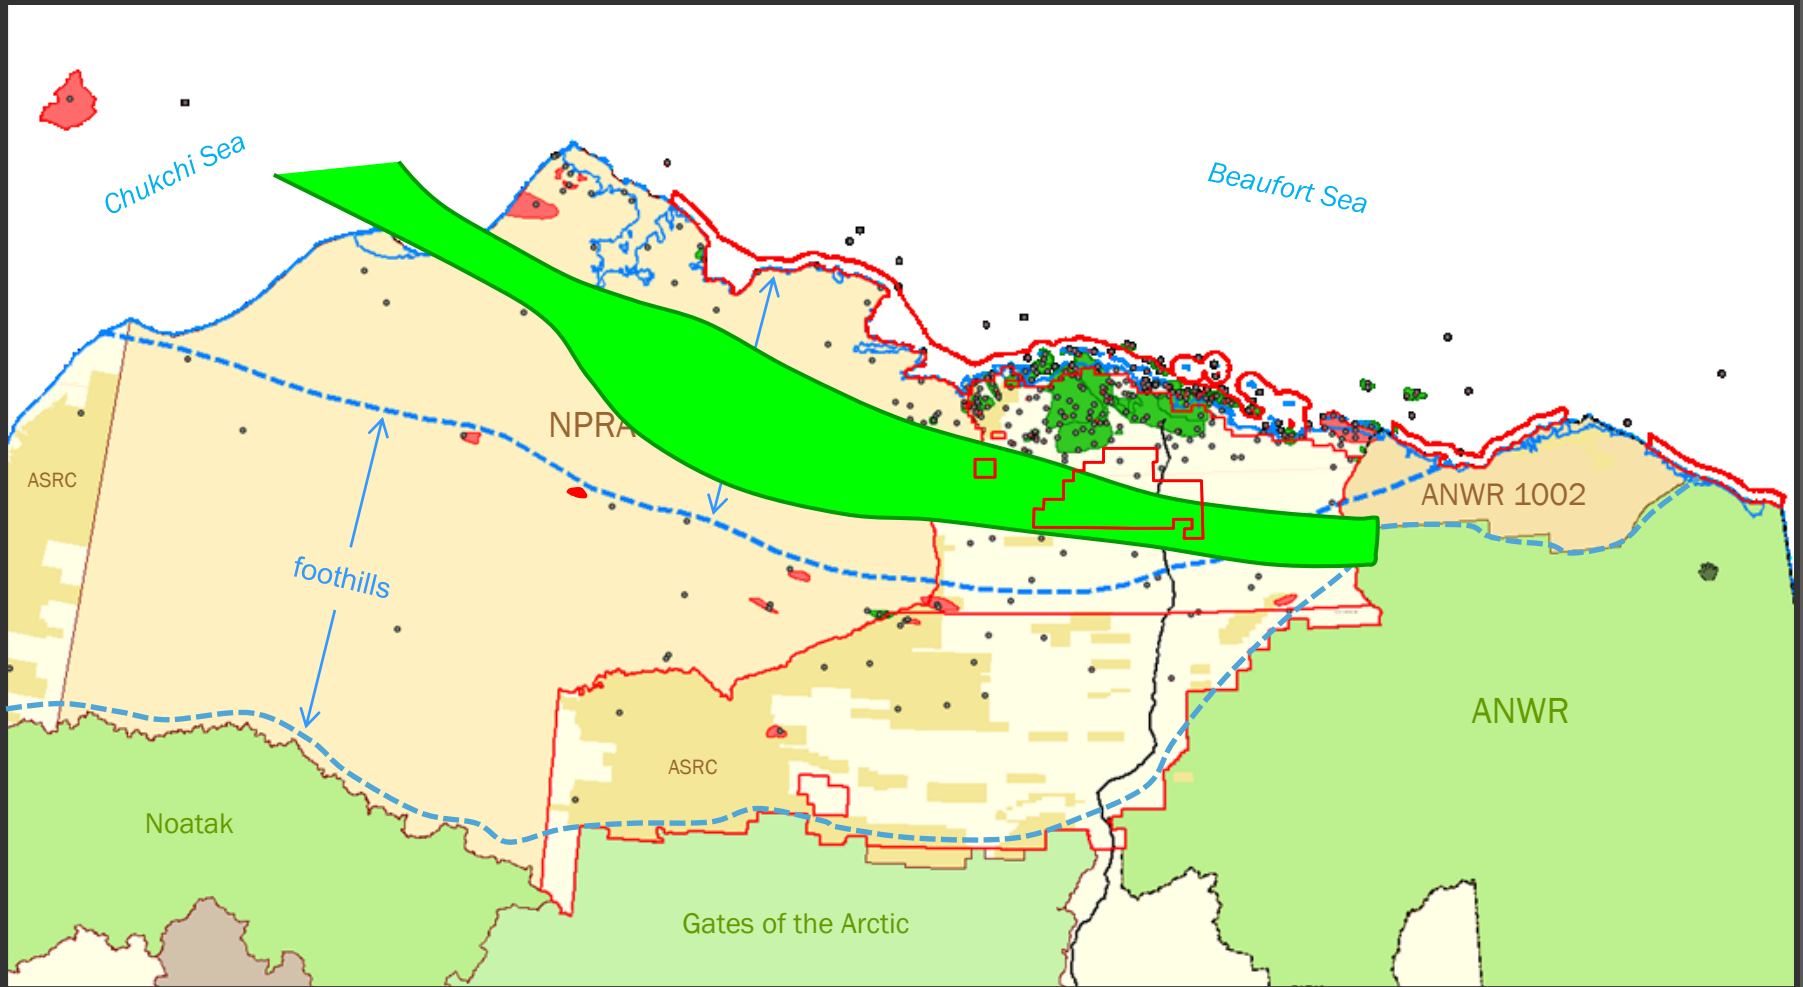 Chukchi Sea
Beaufort Sea
NPRA
ASRC
ANWR 1002
foothills
ANWR
ASRC
Noatak
Gates of the Arctic